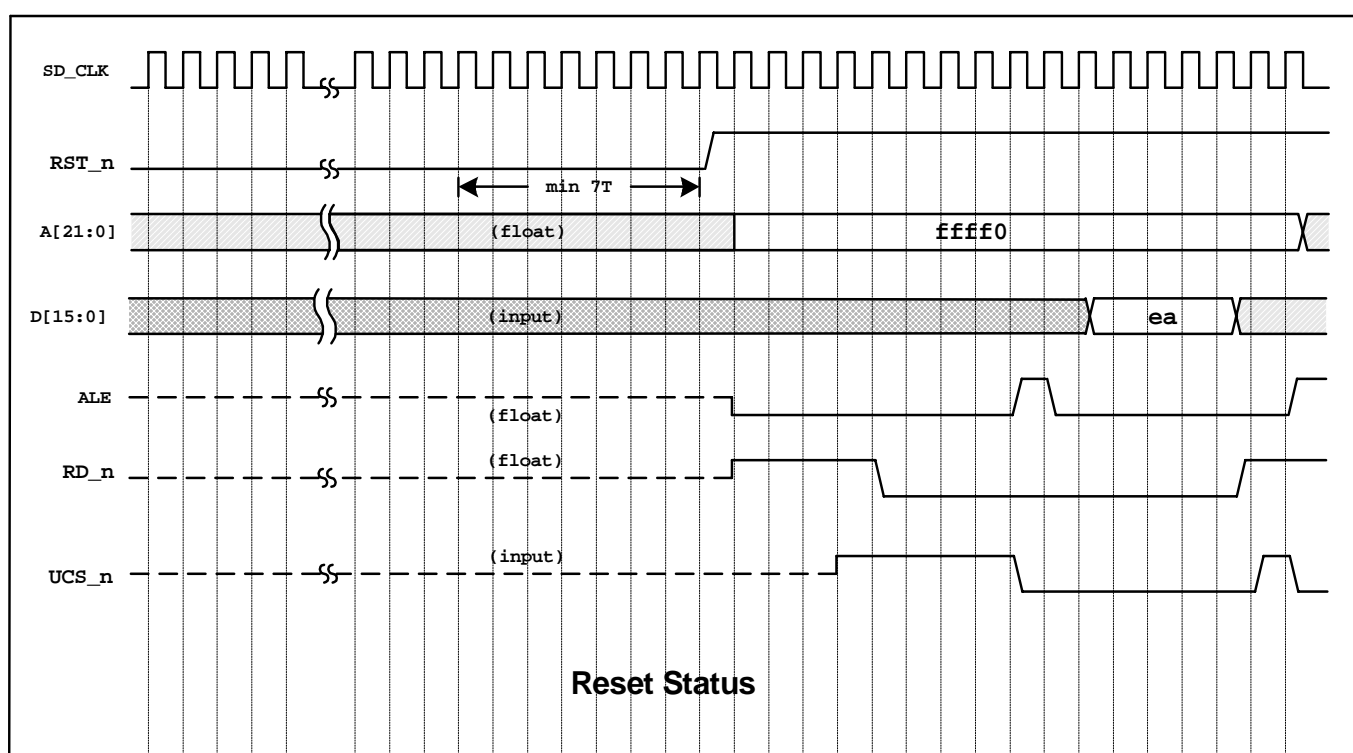 SD_CLK
RST_n
min 7T
A[21:0]
(float)
ffff0
D[15:0]
(input)
ea
ALE
(float)
RD_n
(float)
UCS_n
(input)
Reset Status